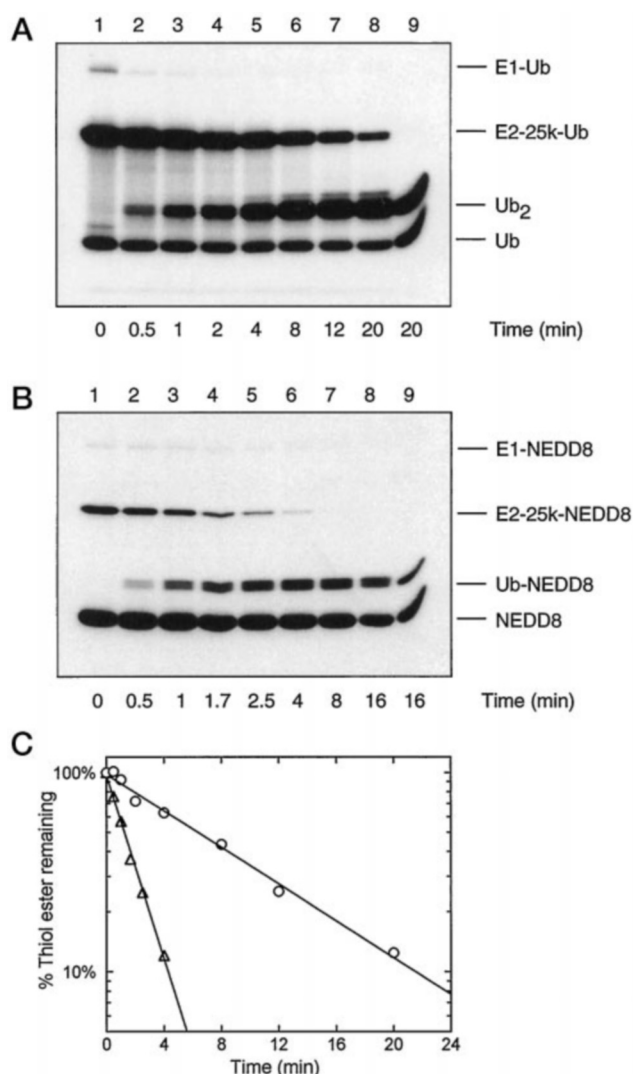 A
1 2 3 4 5 6 7 8 9
E1-Ub
E2-25k-Ub
Ub2
Ub
0 0.5 1 2 4 8 12 20 20 Time (min)
B
1 2 3 4 5 6 7 8 9
E1-NEDD8
E2-25k-NEDD8
Ub-NEDD8
NEDD8
0 0.5 1 1.7 2.5 4 8 16 16 Time (min)
C
% Thiol ester remaining
100%
10%
0 4 8 12 16 20 24
Time (min)